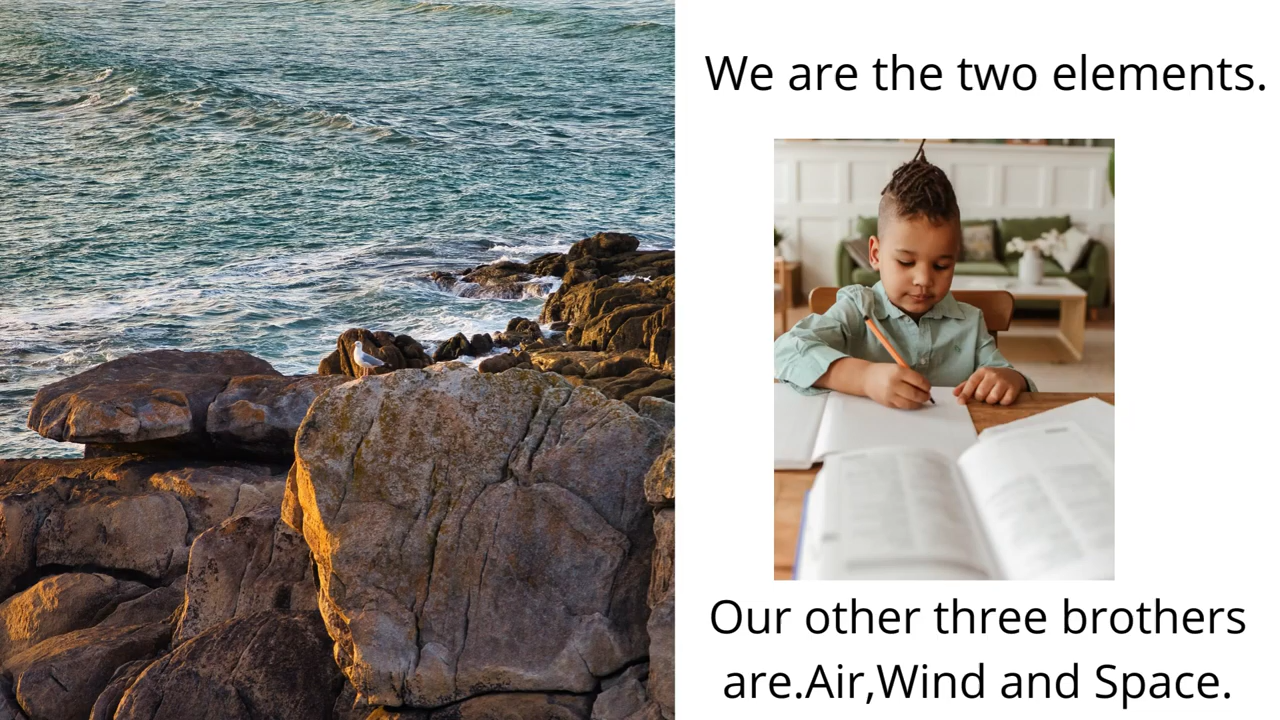 We are the two elements.
Our other three brothers
are.Air,Wind and Space.